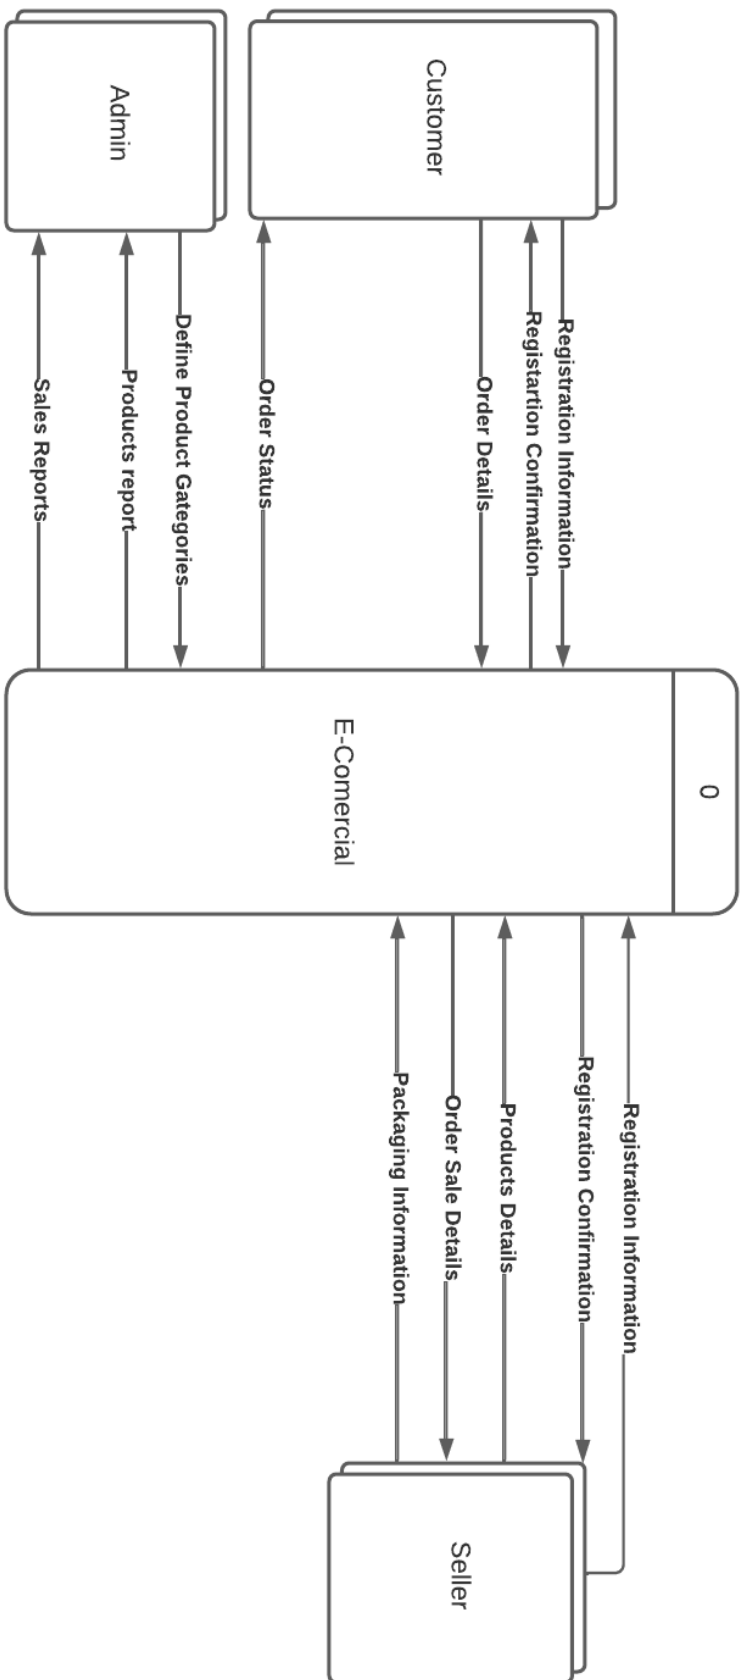 Customer
Registration Information
Registartion Confirmation
Order Details
Order Status
Admin
Define Product Gategories
Products report
Sales Reports
0
E-Comercial
Registration Information
Registration Confirmation
Products Details
Order Sale Details
Packaging Information
Seller